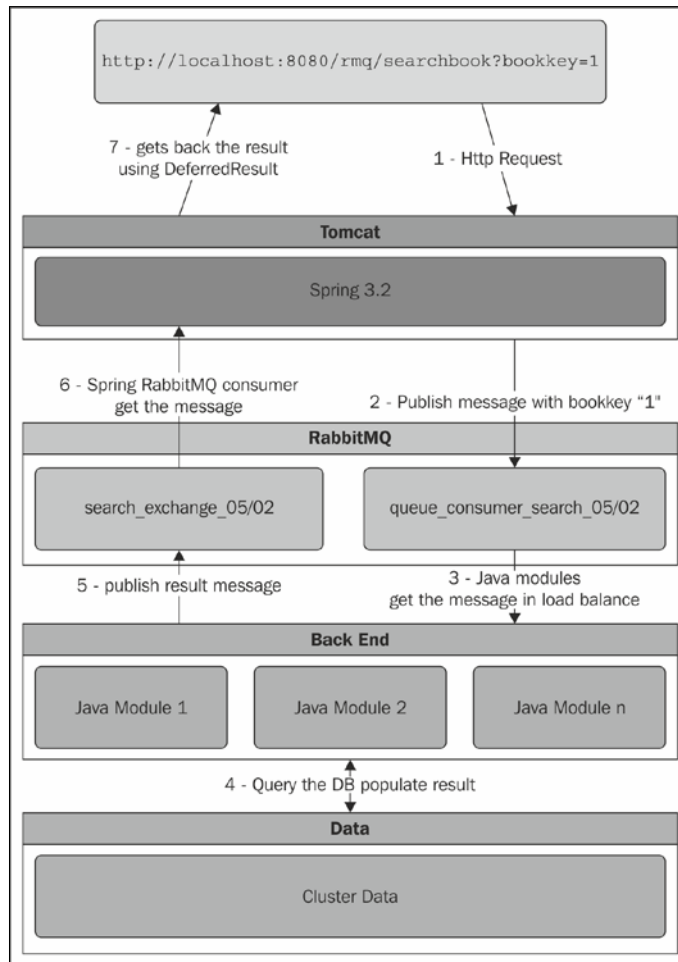 http://localhost:8080/rmq/searchbook?bookkey=1
7 - gets back the result
using DeferredResult
1 - Http Request
Tomcat
Spring 3.2
6 - Spring RabbitMQ consumer
get the message
2 - Publish message with bookkey “1"
RabbitMQ
search_exchange_05/02
queue_consumer_search_05/02
5 - publish result message
3 - Java modules
get the message in load balance
Back End
Java Module 1
Java Module 2
Java Module n
4 - Query the DB populate result
Data
Cluster Data